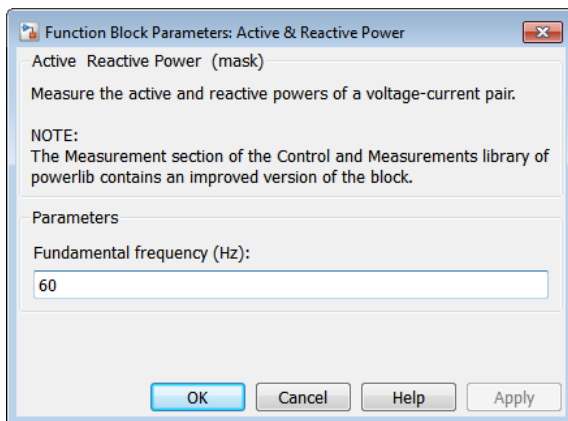 Function Block Parameters: Active & Reactive Power
Active  Reactive Power  (mask)
Measure the active and reactive powers of a voltage-current pair.
NOTE:
The Measurement section of the Control and Measurements library of
powerlib contains an improved version of the block.
Parameters
Fundamental frequency (Hz):
60
OK Cancel Help Apply